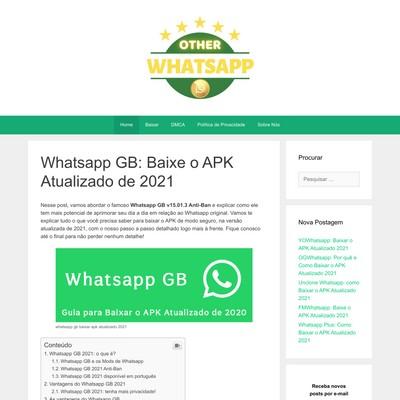 OTHER
WHATSAPP
Home
Baixar
DMCA
Política de Privacidade
Sobre Nós
Whatsapp GB: Baixe o APK
Atualizado de 2021
Nesse post, vamos abordar o famoso Whatsapp GB v15.01.3 Anti-Ban e explicar como ele
tem mais potencial de aprimorar seu dia a dia em relação ao Whatsapp original. Vamos te
explicar tudo o que você precisa saber para baixar o APK de modo seguro, na versão
atualizada de 2021, com o nosso passo a passo detalhado logo mais à frente. Fique conosco
até o final para não perder nenhum detalhe!
Whatsapp GB
Guia para Baixar o APK Atualizado de 2020
whatsapp gb baixar apk atualizado 2021
Conteúdo
1. Whatsapp GB 2021: o que é?
1.1. Whatsapp GB e os Mods de Whatsapp
1.2. Whatsapp GB 2021 Anti-Ban
1.3. Whatsapp GB 2021 disponível em português
2. Vantagens do Whatsapp GB 2021
2.1. Whatsapp GB 2021: tenha mais privacidade!
3. As vantagens do Whatsapp GB
Procurar
Pesquisar ...
Nova Postagem
YOWhatsapp: Baixar o
APK Atualizado 2021
OGWhatsapp: Por quê e
Como Baixar o APK
Atualizado 2021
Unclone Whatsapp: como
Baixar o APK Atualizado
2021
FMWhatsapp: Baixe o
APK Atualizado 2021
Whatsapp Plus: Como
Baixar o APK Atualizado
2021
Receba novos
posts por e-mail